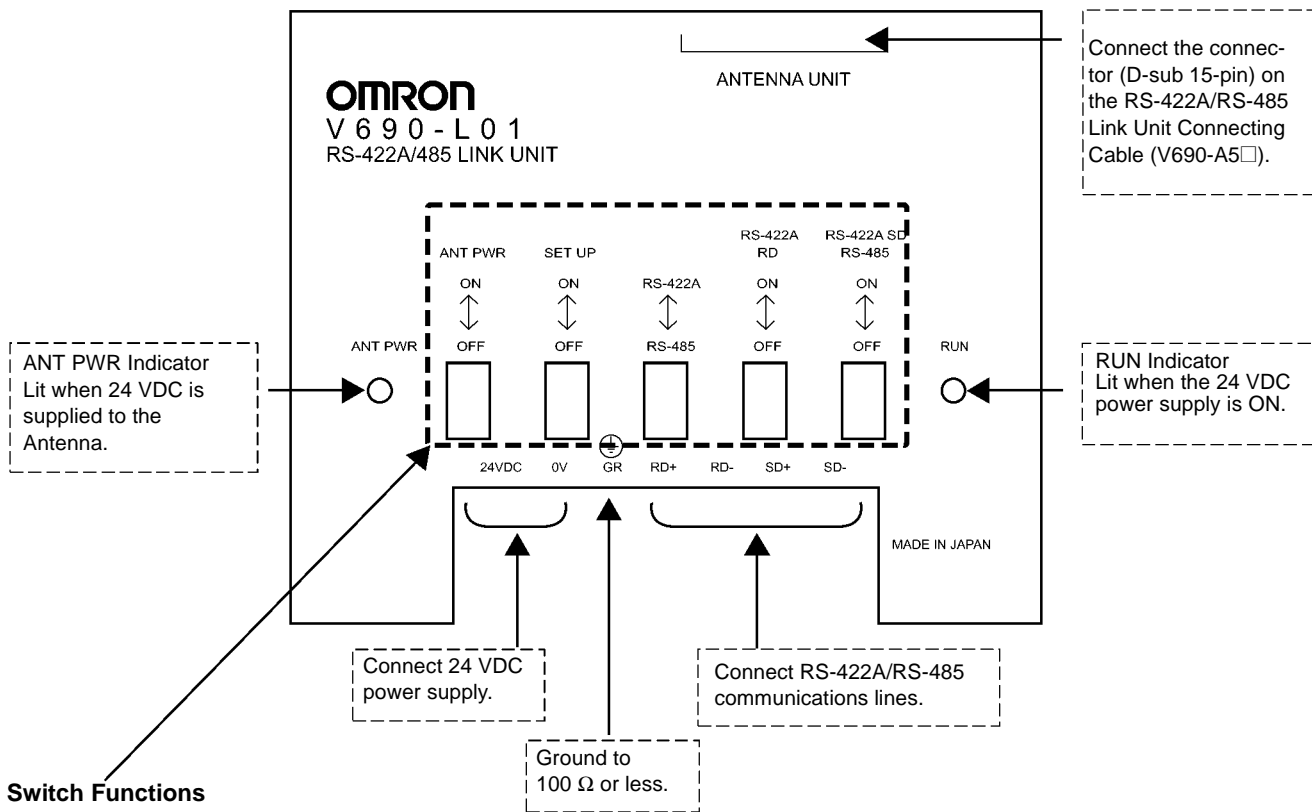 ANTENNA UNIT
OMRON
V690-L01
RS-422A/485 LINK UNIT
Connect the connec-
tor (D-sub 15-pin) on
the RS-422A/RS-485
Link Unit Connecting
Cable (V690-A5□).
ANT PWR
ON
OFF
SET UP
ON
OFF
RS-422A
RS-485
RS-422A
RD
ON
OFF
RS-422A SD
RS-485
ON
OFF
ANT PWR
RUN
ANT PWR Indicator
Lit when 24 VDC is
supplied to the
Antenna.
RUN Indicator
Lit when the 24 VDC
power supply is ON.
24VDC
0V
GR
RD+
RD-
SD+
SD-
MADE IN JAPAN
Connect 24 VDC
power supply.
Connect RS-422A/RS-485
communications lines.
Ground to
100 Ω or less.
Switch Functions